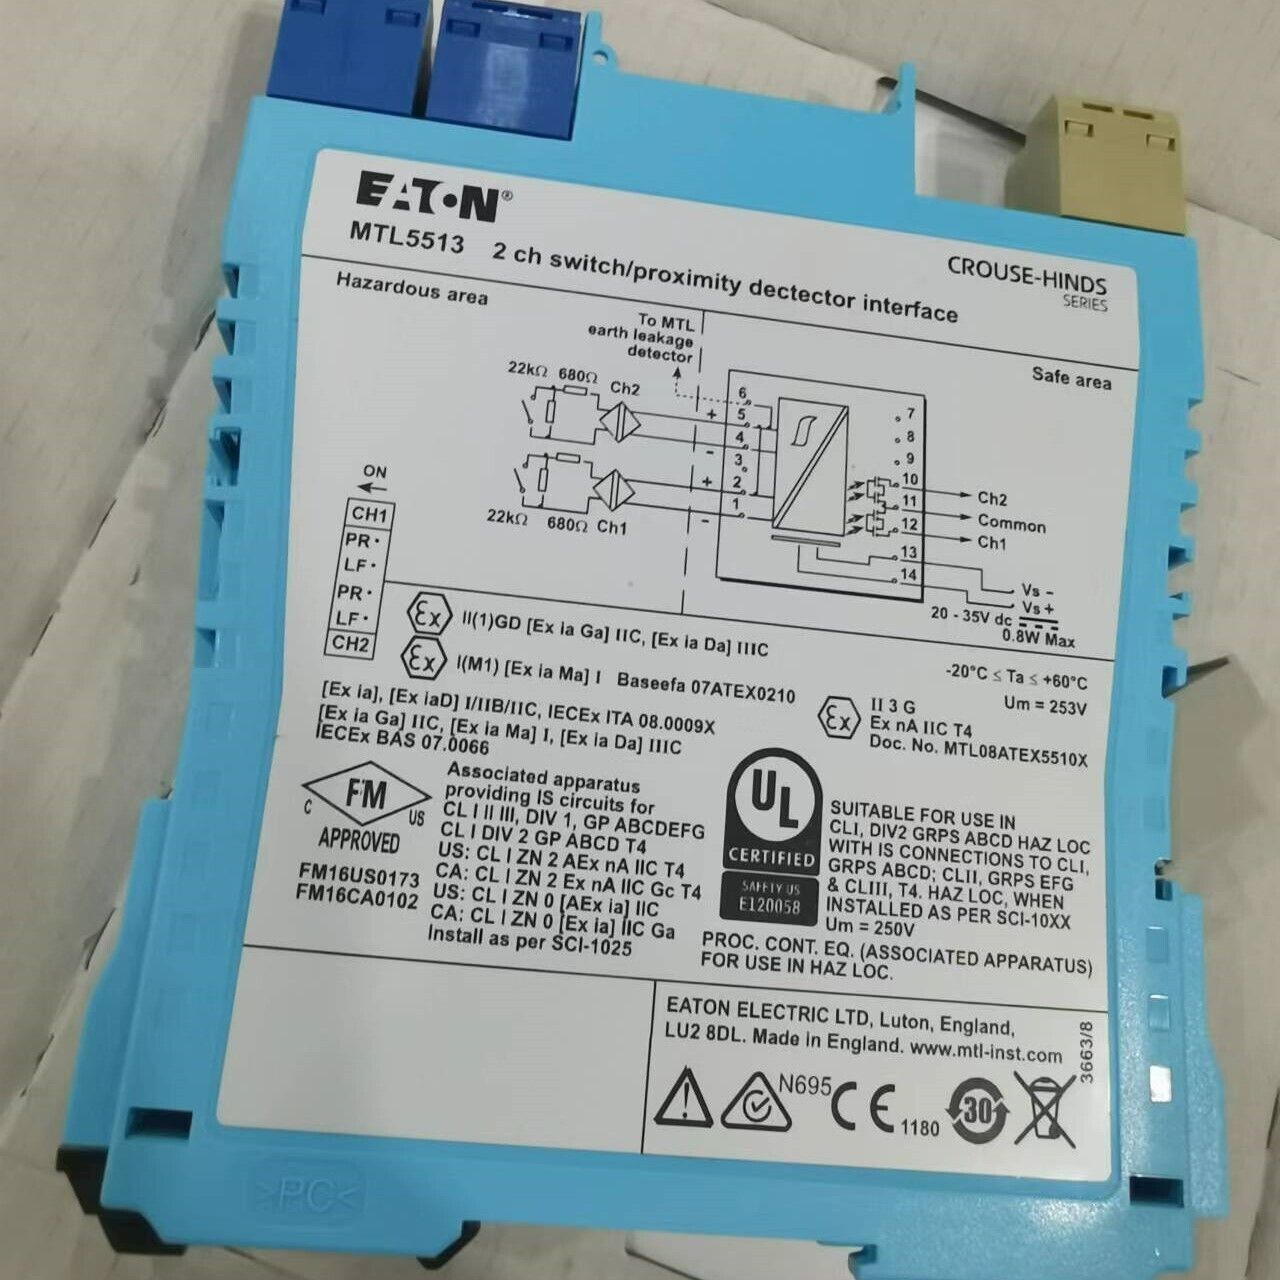 EATON®
MTL5513 2 ch switch/proximity dectector interface
CROUSE-HINDS
SERIES
Hazardous area
To MTL
earth leakage
detector
Safe area
22kΩ 680Ω Ch2
6
+ 5
4
- 3
+ 2
1
-
7
8
9
10
11
12
13
14
Ch2
Common
Ch1
22kΩ 680Ω Ch1
Vs -
Vs +
20 - 35V dc
0.8W Max
ON
CH1
PR
LF
PR
LF
CH2
Ex II(1)GD [Ex ia Ga] IIC, [Ex ia Da] IIIC
Ex I(M1) [Ex ia Ma] I Baseefa 07ATEX0210
[Ex ia], [Ex iaD] I/IIB/IIC, IECEx ITA 08.0009X
[Ex ia Ga] IIC, [Ex ia Ma] I, [Ex ia Da] IIIC
IECEx BAS 07.0066
-20°C ≤ Ta ≤ +60°C
Um = 253V
Ex
II 3 G
Ex nA IIC T4
Doc. No. MTL08ATEX5510X
C FM US
APPROVED
FM16US0173
FM16CA0102
Associated apparatus
providing IS circuits for
CL I II III, DIV 1, GP ABCDEFG
CL I DIV 2 GP ABCD T4
US: CL I ZN 2 AEx nA IIC T4
CA: CL I ZN 2 Ex nA IIC Gc T4
US: CL I ZN 0 [AEx ia] IIC
CA: CL I ZN 0 [Ex ia] IIC Ga
Install as per SCI-1025
UL
CERTIFIED
SAFETY US
E120058
SUITABLE FOR USE IN
CLI, DIV2 GRPS ABCD HAZ LOC
WITH IS CONNECTIONS TO CLI,
GRPS ABCD; CLII, GRPS EFG
& CLIII, T4. HAZ LOC, WHEN
INSTALLED AS PER SCI-10XX
Um = 250V
PROC. CONT. EQ. (ASSOCIATED APPARATUS)
FOR USE IN HAZ LOC.
EATON ELECTRIC LTD, Luton, England,
LU2 8DL. Made in England. www.mtl-inst.com
3663/8
N695 CE 1180 30
>PC<